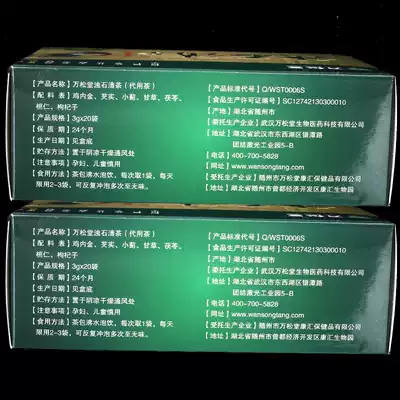 【产品名称】万松堂浊石清茶（代用茶）
【配 料 表】鸡内金、芡实、小蓟、甘草、茯苓、
桃仁、枸杞子
【产品规格】3gx20袋
【保 质 期】24个月
【生产日期】见盒底
【贮存方法】置于阴凉干燥通风处
【注意事项】孕妇、儿童慎用
【食用方法】茶包沸水泡饮，每次取1袋，每天
限用2-3袋，可反复冲泡多次至无味。
【产品标准代号】Q/WST0006S
【食品生产许可证编号】SC12742130300010
【产地】湖北省随州市
【委托生产企业】武汉万松堂生物医药科技有限公司
【地址】湖北省武汉市东西湖区银潭路
团结激光工业园5-B
【电话】400-700-5828
【网址】www.wansongtang.com
【受托生产企业】随州市万松堂康汇保健品有限公司
【产地/地址】湖北省随州市曾都经济开发区康汇生物园
【产品名称】万松堂浊石清茶（代用茶）
【配 料 表】鸡内金、芡实、小蓟、甘草、茯苓、
桃仁、枸杞子
【产品规格】3gx20袋
【保 质 期】24个月
【生产日期】见盒底
【贮存方法】置于阴凉干燥通风处
【注意事项】孕妇、儿童慎用
【食用方法】茶包沸水泡饮，每次取1袋，每天
限用2-3袋，可反复冲泡多次至无味。
【产品标准代号】Q/WST0006S
【食品生产许可证编号】SC12742130300010
【产地】湖北省随州市
【委托生产企业】武汉万松堂生物医药科技有限公司
【地址】湖北省武汉市东西湖区银潭路
团结激光工业园5-B
【电话】400-700-5828
【网址】www.wansongtang.com
【受托生产企业】随州市万松堂康汇保健品有限公司
【产地/地址】湖北省随州市曾都经济开发区康汇生物园